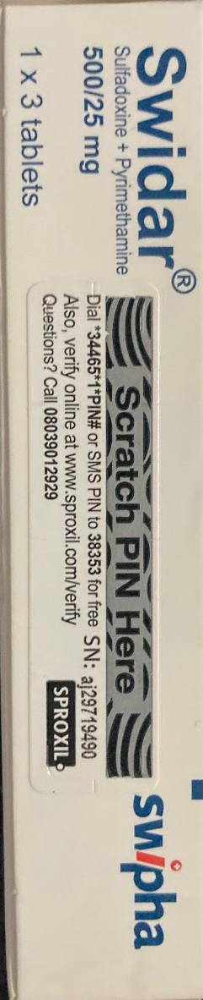 Swidar®
Sulfadoxine + Pyrimethamine
500/25 mg
1 x 3 tablets
Scratch PIN Here
Dial *34465*1*PIN# or SMS PIN to 38353 for free SN: aj29719490
Also, verify online at www.sproxil.com/verify
Questions? Call 08039012929
SPROXIL
swipha